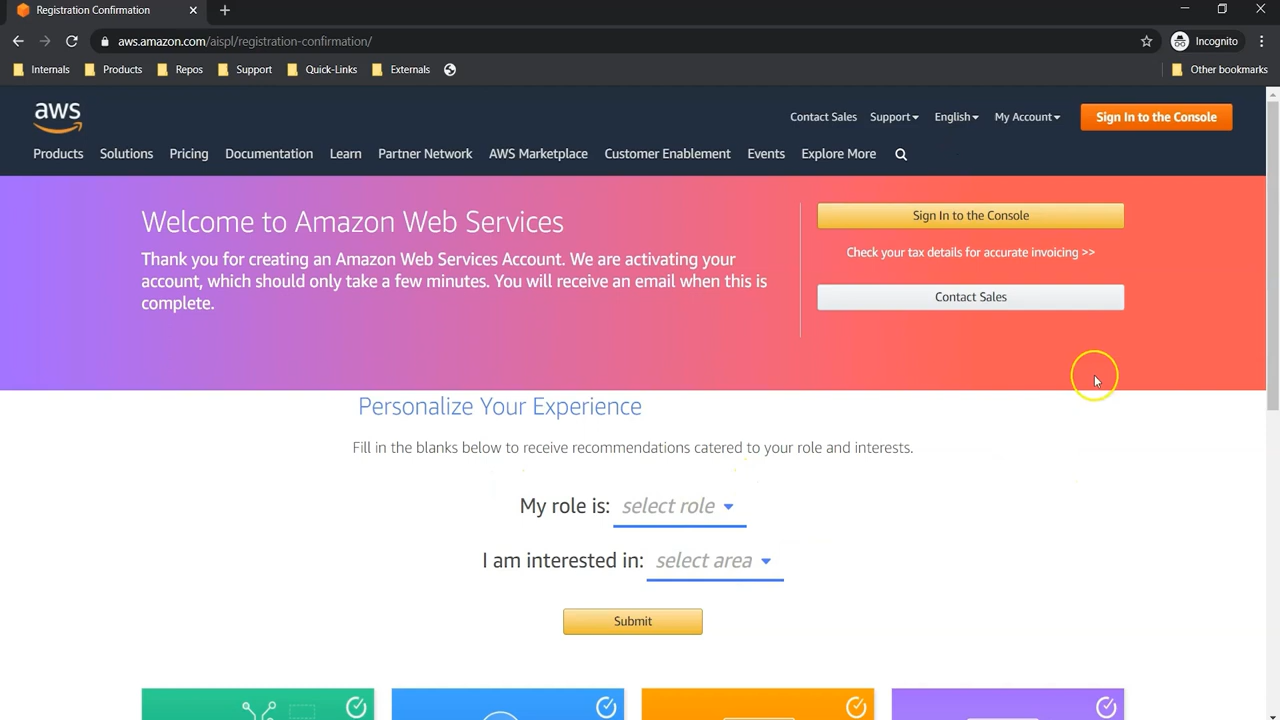 Registration Confirmation
aws.amazon.com/aispl/registration-confirmation/
Incognito
Internals Products Repos Support Quick-Links Externals Other bookmarks
aws
Contact Sales Support English My Account Sign In to the Console
Products Solutions Pricing Documentation Learn Partner Network AWS Marketplace Customer Enablement Events Explore More
Welcome to Amazon Web Services
Thank you for creating an Amazon Web Services Account. We are activating your
account, which should only take a few minutes. You will receive an email when this is
complete.
Sign In to the Console
Check your tax details for accurate invoicing >>
Contact Sales
Personalize Your Experience
Fill in the blanks below to receive recommendations catered to your role and interests.
My role is: select role
I am interested in: select area
Submit